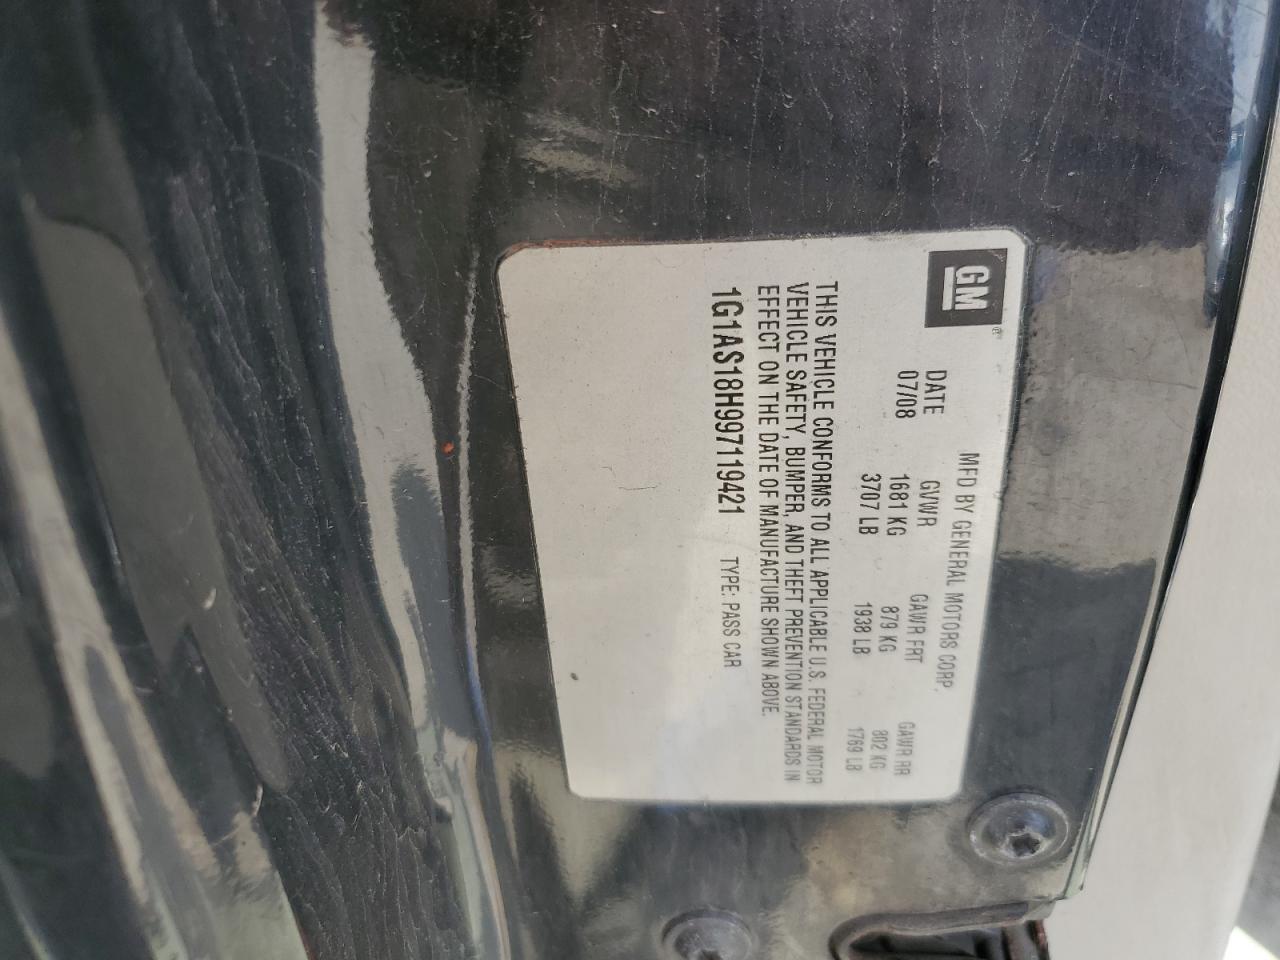 GM®
MFD BY GENERAL MOTORS CORP.
DATE GVWR GAWR FRT GAWR RR
07/08 1681 KG 879 KG 802 KG
3707 LB 1938 LB 1769 LB
THIS VEHICLE CONFORMS TO ALL APPLICABLE U.S. FEDERAL MOTOR
VEHICLE SAFETY, BUMPER, AND THEFT PREVENTION STANDARDS IN
EFFECT ON THE DATE OF MANUFACTURE SHOWN ABOVE.
1G1AS18H997119421 TYPE: PASS CAR